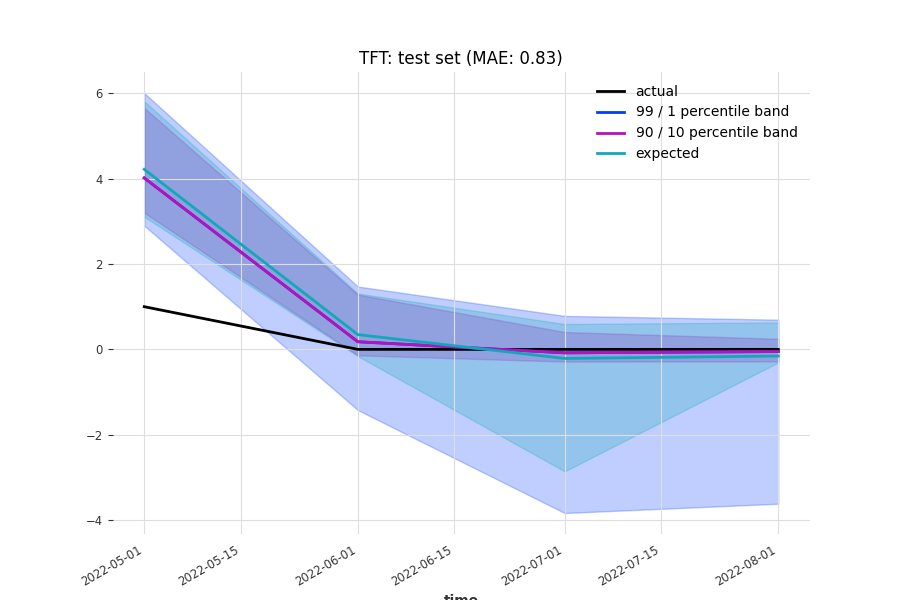 TFT: test set (MAE: 0.83)
actual
99 / 1 percentile band
90 / 10 percentile band
expected
6
4
2
0
−2
−4
2022-05-01
2022-05-15
2022-06-01
2022-06-15
2022-07-01
2022-07-15
2022-08-01
time